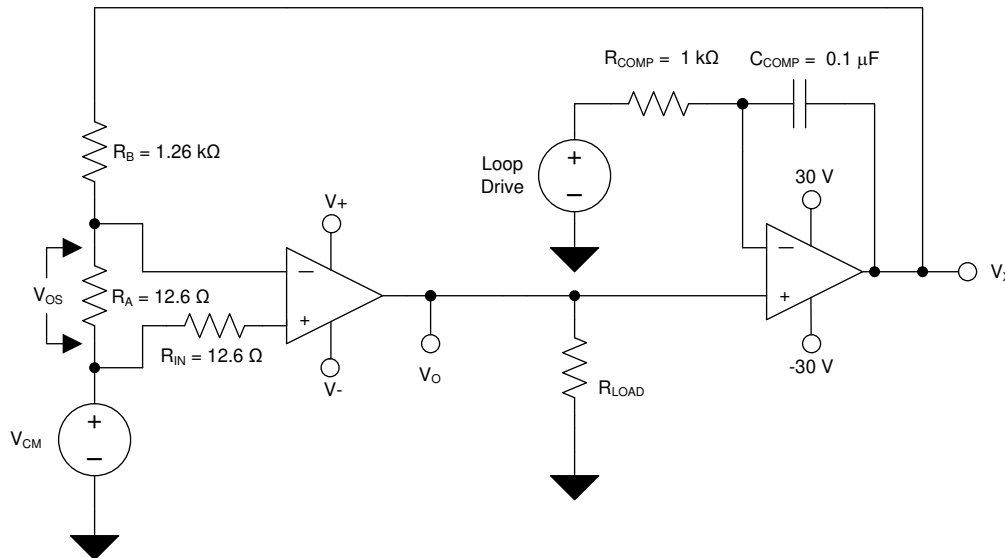 R_COMP = 1 kΩ
C_COMP = 0.1 µF
R_B = 1.26 kΩ
Loop
Drive
+
−
30 V
V+
−
V_OS
R_A = 12.6 Ω
−
+
+
R_IN = 12.6 Ω
V-
V_O
-30 V
R_LOAD
V_CM
+
−